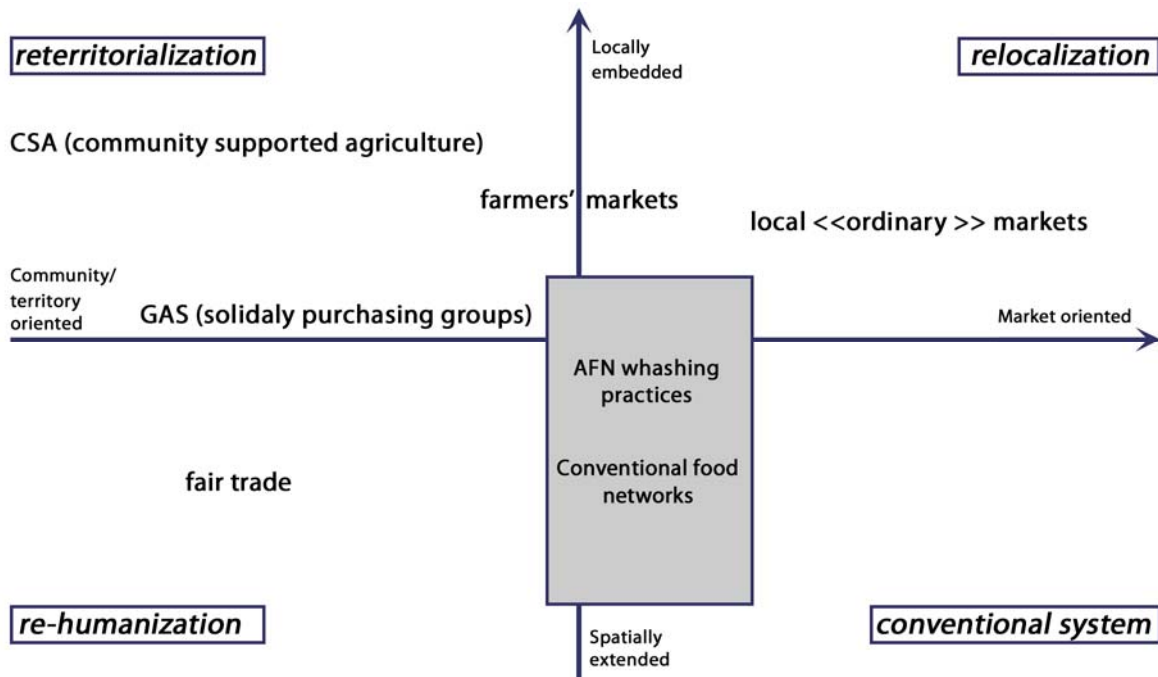 reterritorialization
Locally
embedded
relocalization
CSA (community supported agriculture)
farmers' markets
local <<ordinary >> markets
Community/
territory
oriented
GAS (solidaly purchasing groups)
Market oriented
AFN whashing
practices
Conventional food
networks
fair trade
re-humanization
Spatially
extended
conventional system